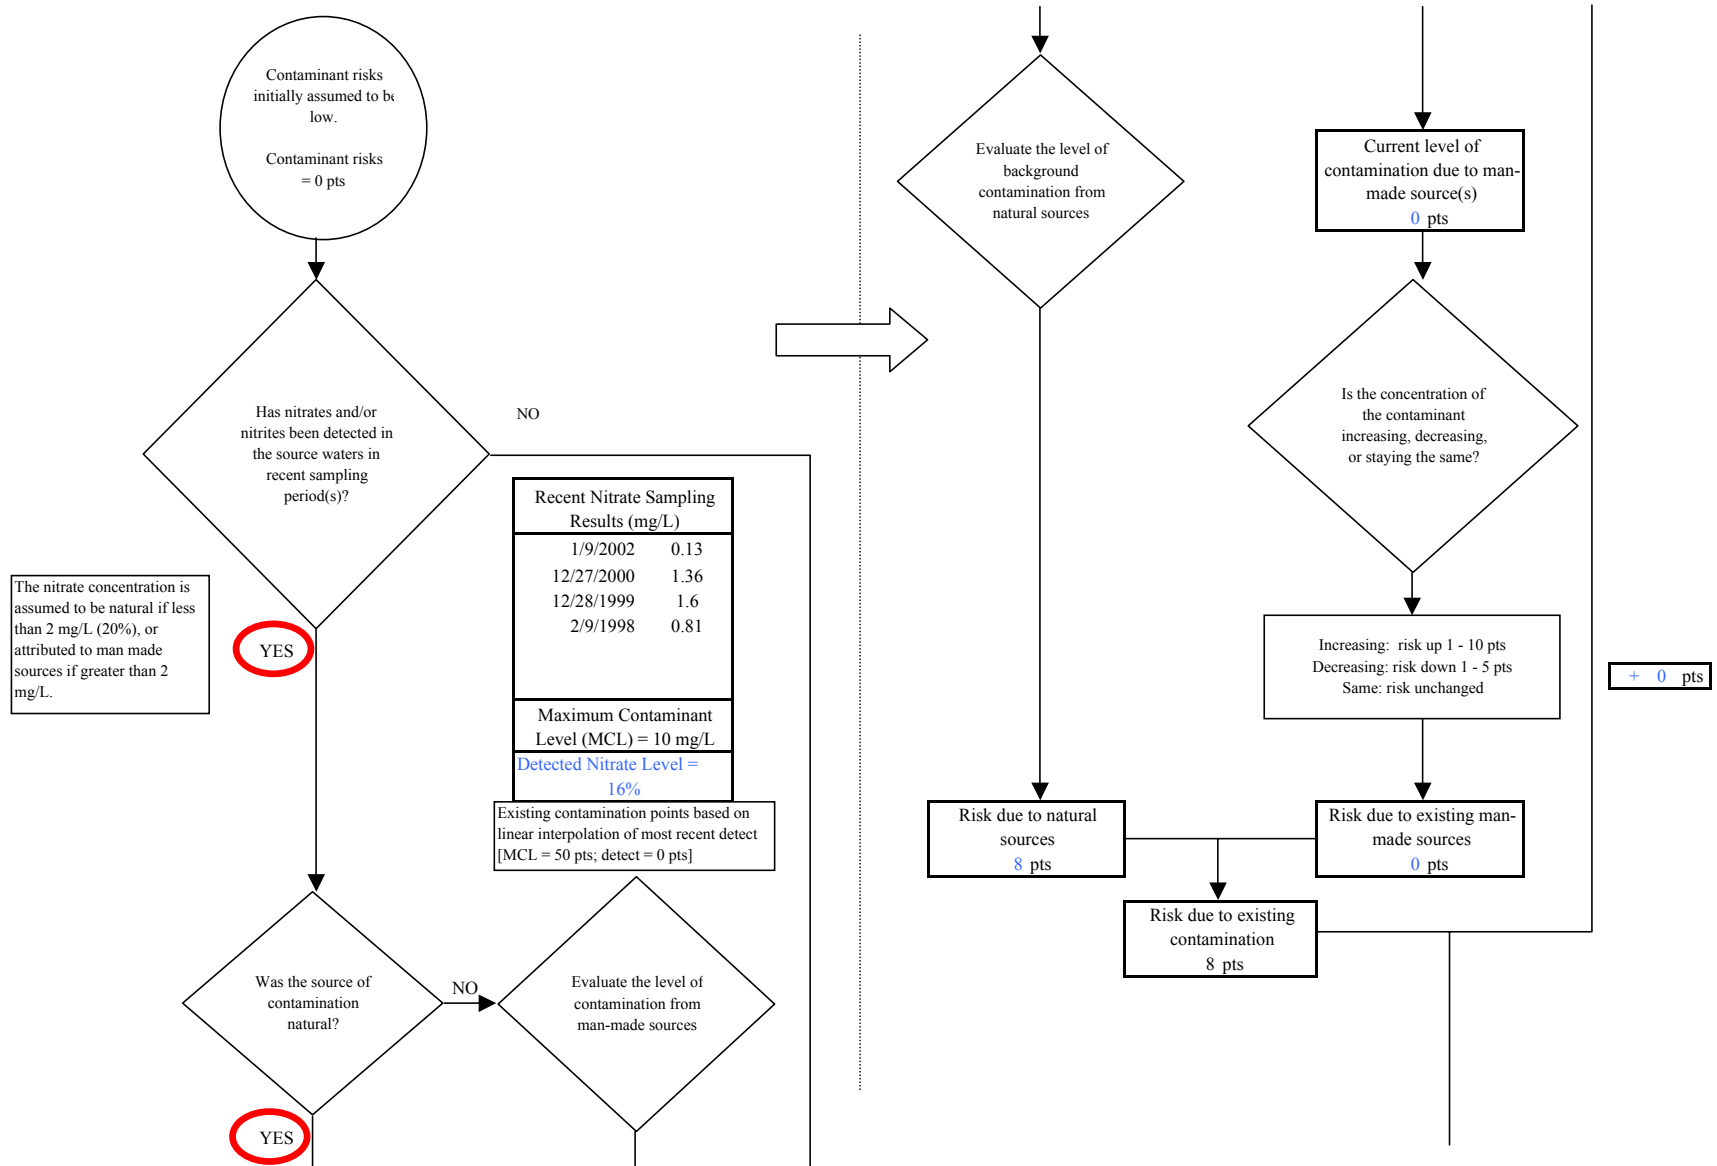 Contaminant risks
initially assumed to be
low.
Contaminant risks
= 0 pts
Has nitrates and/or
nitrites been detected in
the source waters in
recent sampling
period(s)?
NO
Recent Nitrate Sampling
Results (mg/L)
1/9/2002 0.13
12/27/2000 1.36
12/28/1999 1.6
2/9/1998 0.81
Maximum Contaminant
Level (MCL) = 10 mg/L
Detected Nitrate Level =
16%
The nitrate concentration is
assumed to be natural if less
than 2 mg/L (20%), or
attributed to man made
sources if greater than 2
mg/L.
YES
Existing contamination points based on
linear interpolation of most recent detect
[MCL = 50 pts; detect = 0 pts]
Was the source of
contamination
natural?
NO
Evaluate the level of
contamination from
man-made sources
YES
Evaluate the level of
background
contamination from
natural sources
Current level of
contamination due to man-
made source(s)
0 pts
Is the concentration of
the contaminant
increasing, decreasing,
or staying the same?
Increasing: risk up 1 - 10 pts
Decreasing: risk down 1 - 5 pts
Same: risk unchanged
+ 0 pts
Risk due to natural
sources
8 pts
Risk due to existing man-
made sources
0 pts
Risk due to existing
contamination
8 pts